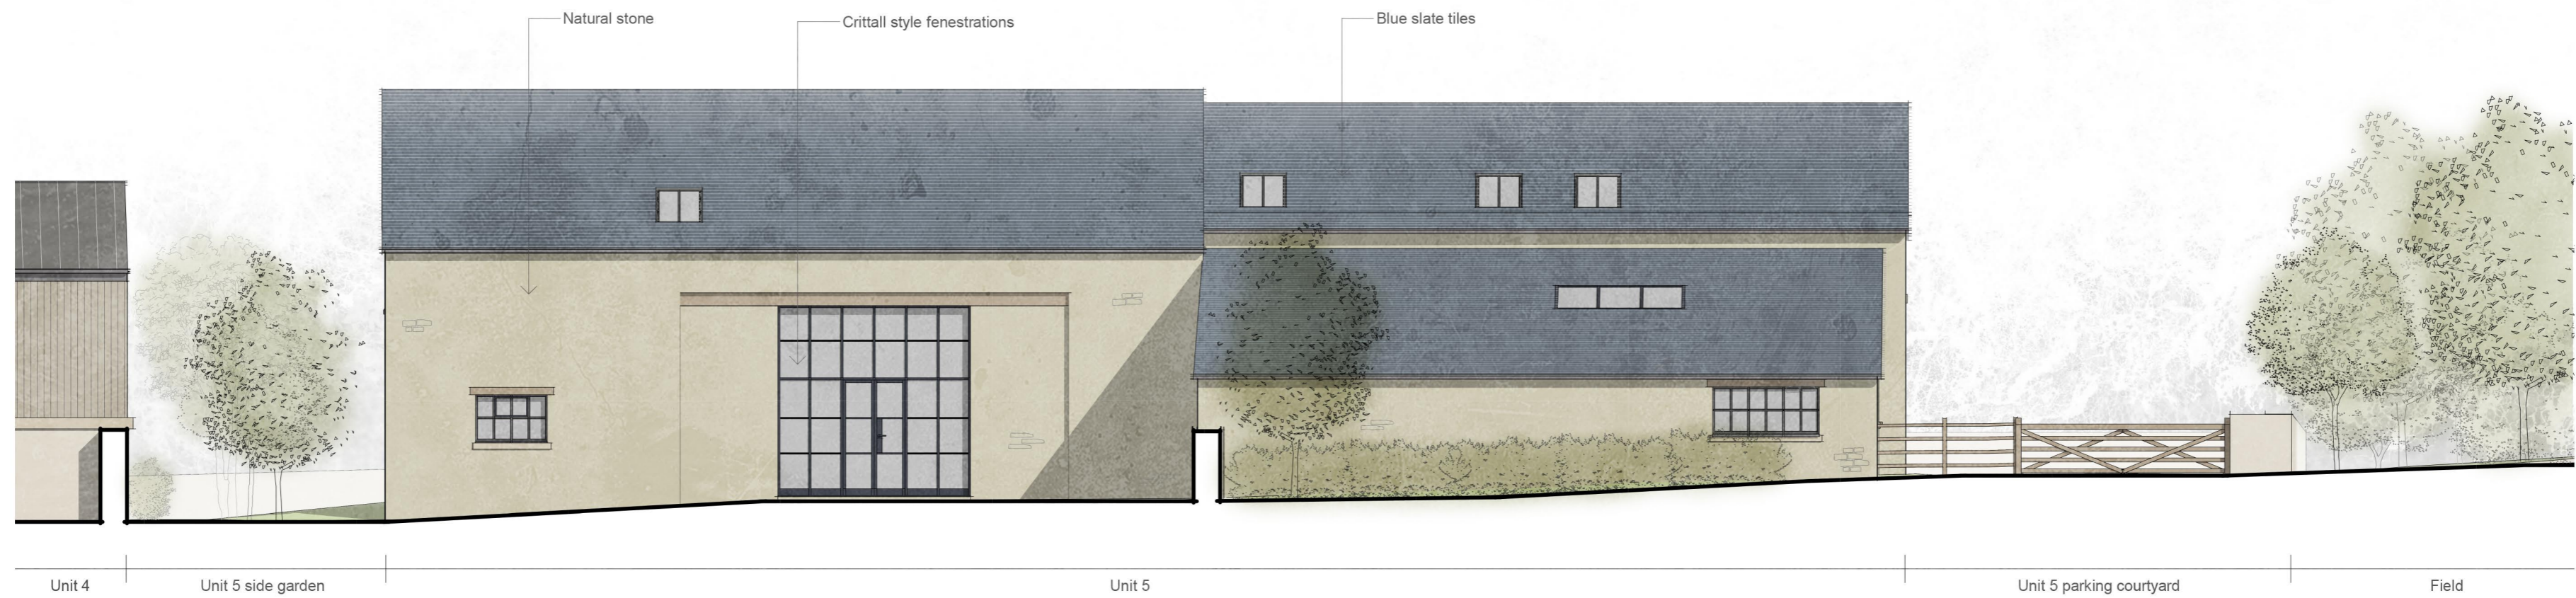 Natural stone
Crittall style fenestrations
Blue slate tiles
Unit 4
Unit 5 side garden
Unit 5
Unit 5 parking courtyard
Field